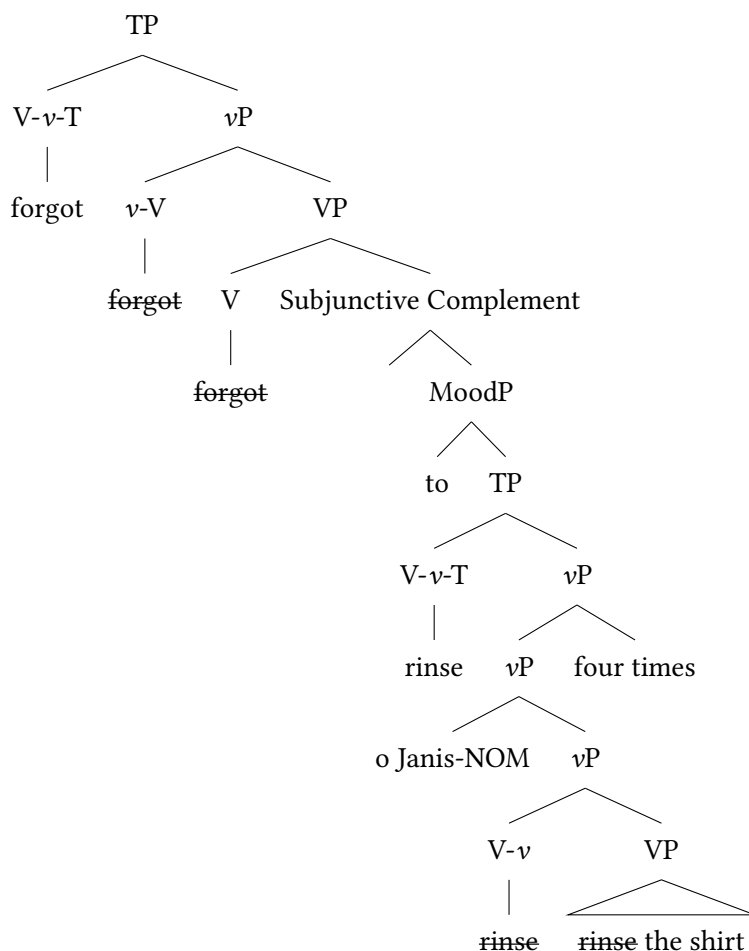 TP
V-v-T vP
forgot v-V VP
forgot V Subjunctive Complement
forgot MoodP
to TP
V-v-T vP
rinse vP four times
o Janis-NOM vP
V-v VP
rinse rinse the shirt